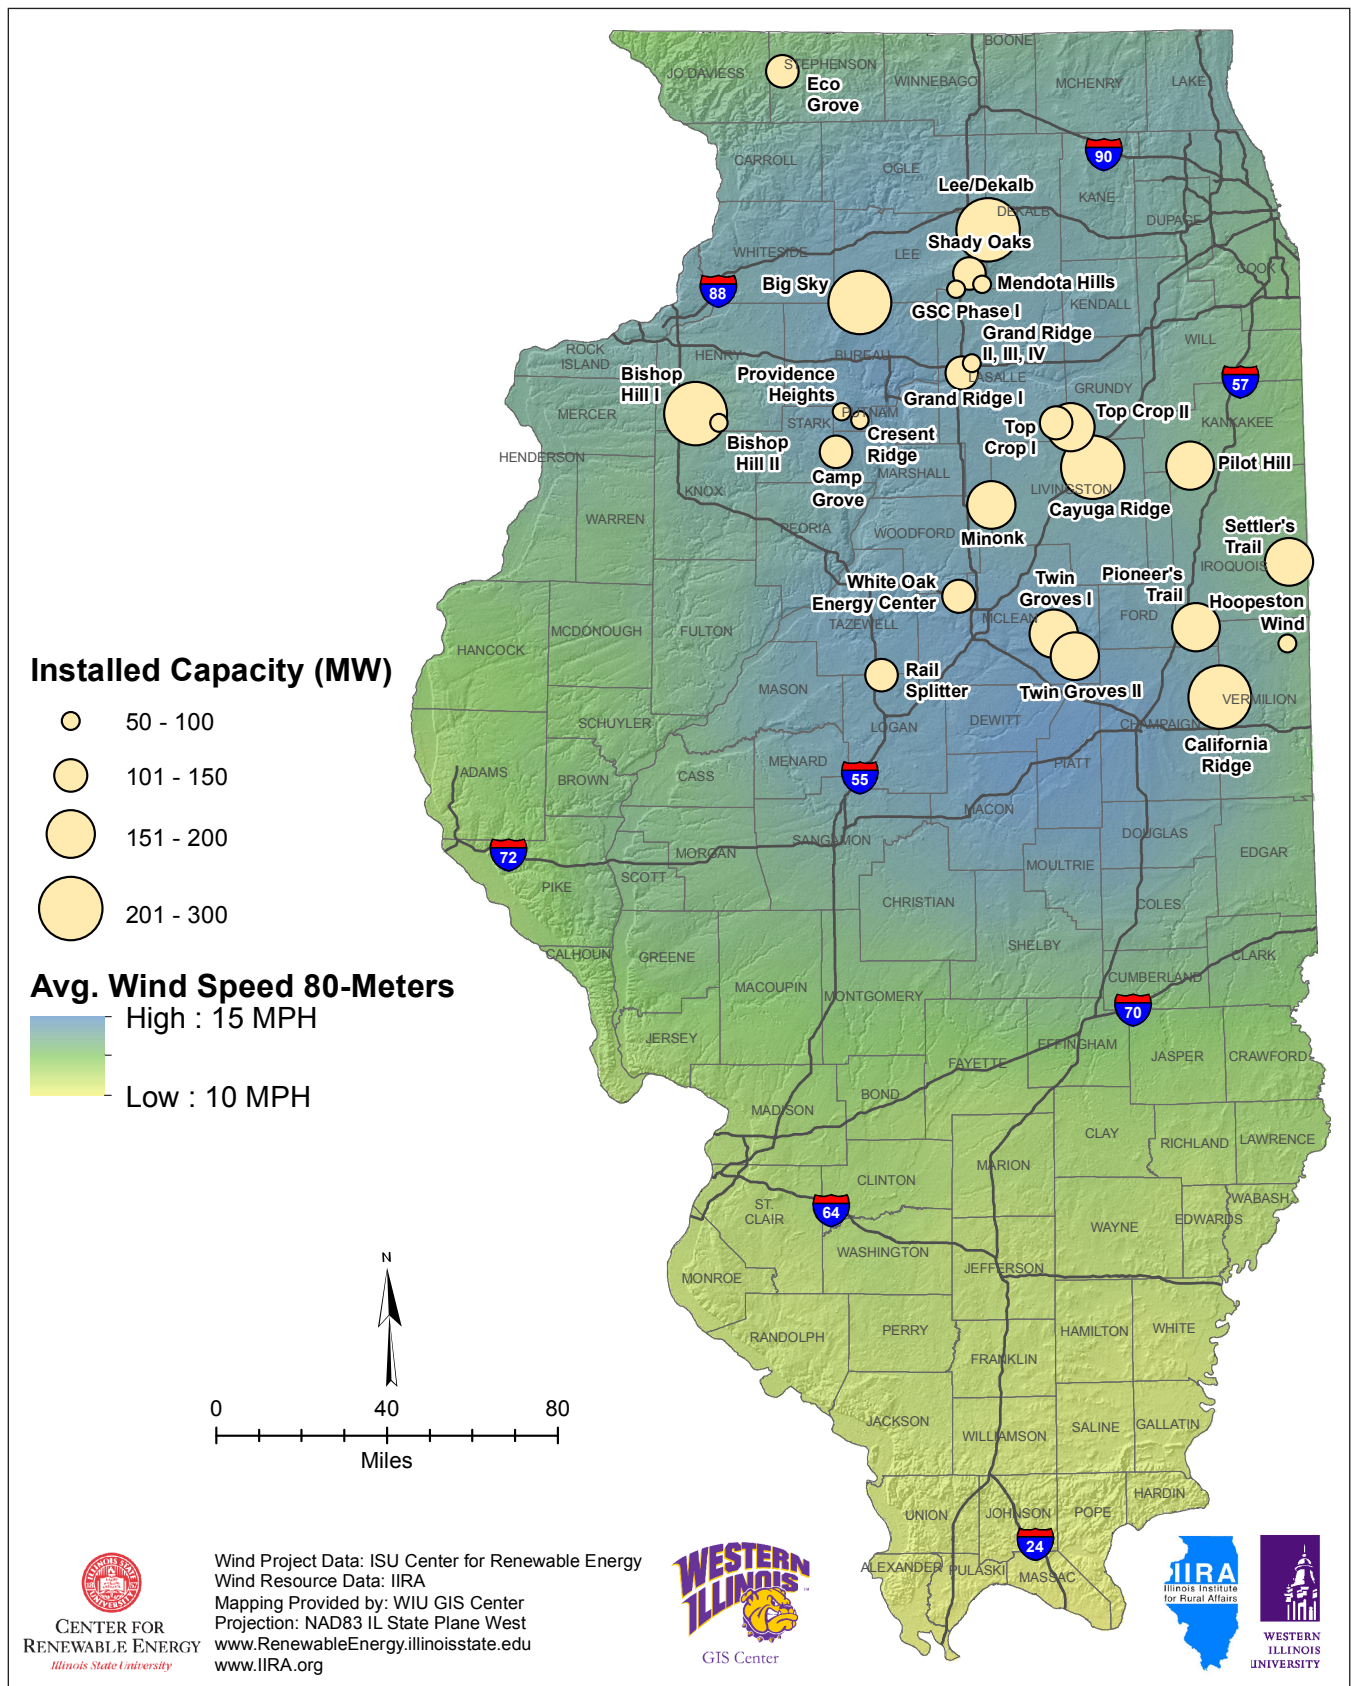 BOONE
JO DAVIESS
STEPHENSON
WINNEBAGO
MCHENRY
LAKE
Eco
Grove
90
CARROLL
OGLE
Lee/Dekalb
KANE
DEKALB
DUPAGE
Shady Oaks
WHITESIDE
LEE
COOK
Big Sky
Mendota Hills
88
KENDALL
GSC Phase I
Grand Ridge
II, III, IV
WILL
ROCK
ISLAND
HENRY
BUREAU
Bishop
Hill I
Providence
Heights
LASALLE
GRUNDY
57
Grand Ridge I
MERCER
STARK
PUTNAM
Top
Crop I
Top Crop II
KANKAKEE
Cresent
Ridge
Bishop
Hill II
HENDERSON
Camp
Grove
MARSHALL
Pilot Hill
KNOX
LIVINGSTON
Cayuga Ridge
WARREN
PEORIA
WOODFORD
Minonk
Settler's
Trail
IROQUOIS
White Oak
Energy Center
Twin
Groves I
Pioneer's
Trail
Hoopeston
Wind
TAZEWELL
MCLEAN
FORD
MCDONOUGH
FULTON
HANCOCK
Installed Capacity (MW)
50 - 100
101 - 150
151 - 200
201 - 300
Rail
Splitter
Twin Groves II
MASON
VERMILION
SCHUYLER
LOGAN
DEWITT
CHAMPAIGN
California
Ridge
ADAMS
BROWN
CASS
MENARD
55
PIATT
MACON
SANGAMON
DOUGLAS
72
MORGAN
EDGAR
SCOTT
MOULTRIE
PIKE
CHRISTIAN
COLES
SHELBY
CALHOUN
GREENE
CLARK
CUMBERLAND
Avg. Wind Speed 80-Meters
High : 15 MPH
Low : 10 MPH
MACOUPIN
MONTGOMERY
70
JERSEY
EFFINGHAM
JASPER
CRAWFORD
FAYETTE
BOND
MADISON
CLAY
RICHLAND
LAWRENCE
MARION
CLINTON
WABASH
ST.
CLAIR
64
WAYNE
EDWARDS
WASHINGTON
JEFFERSON
MONROE
RANDOLPH
PERRY
HAMILTON
WHITE
FRANKLIN
N
0 40 80
Miles
JACKSON
WILLIAMSON
SALINE
GALLATIN
HARDIN
UNION
JOHNSON
POPE
24
ALEXANDER
PULASKI
MASSAC
CENTER FOR
RENEWABLE ENERGY
Illinois State University
Wind Project Data: ISU Center for Renewable Energy
Wind Resource Data: IIRA
Mapping Provided by: WIU GIS Center
Projection: NAD83 IL State Plane West
www.RenewableEnergy.illinoisstate.edu
www.IIRA.org
WESTERN
ILLINOIS
GIS Center
IIRA
Illinois Institute
for Rural Affairs
WESTERN
ILLINOIS
UNIVERSITY